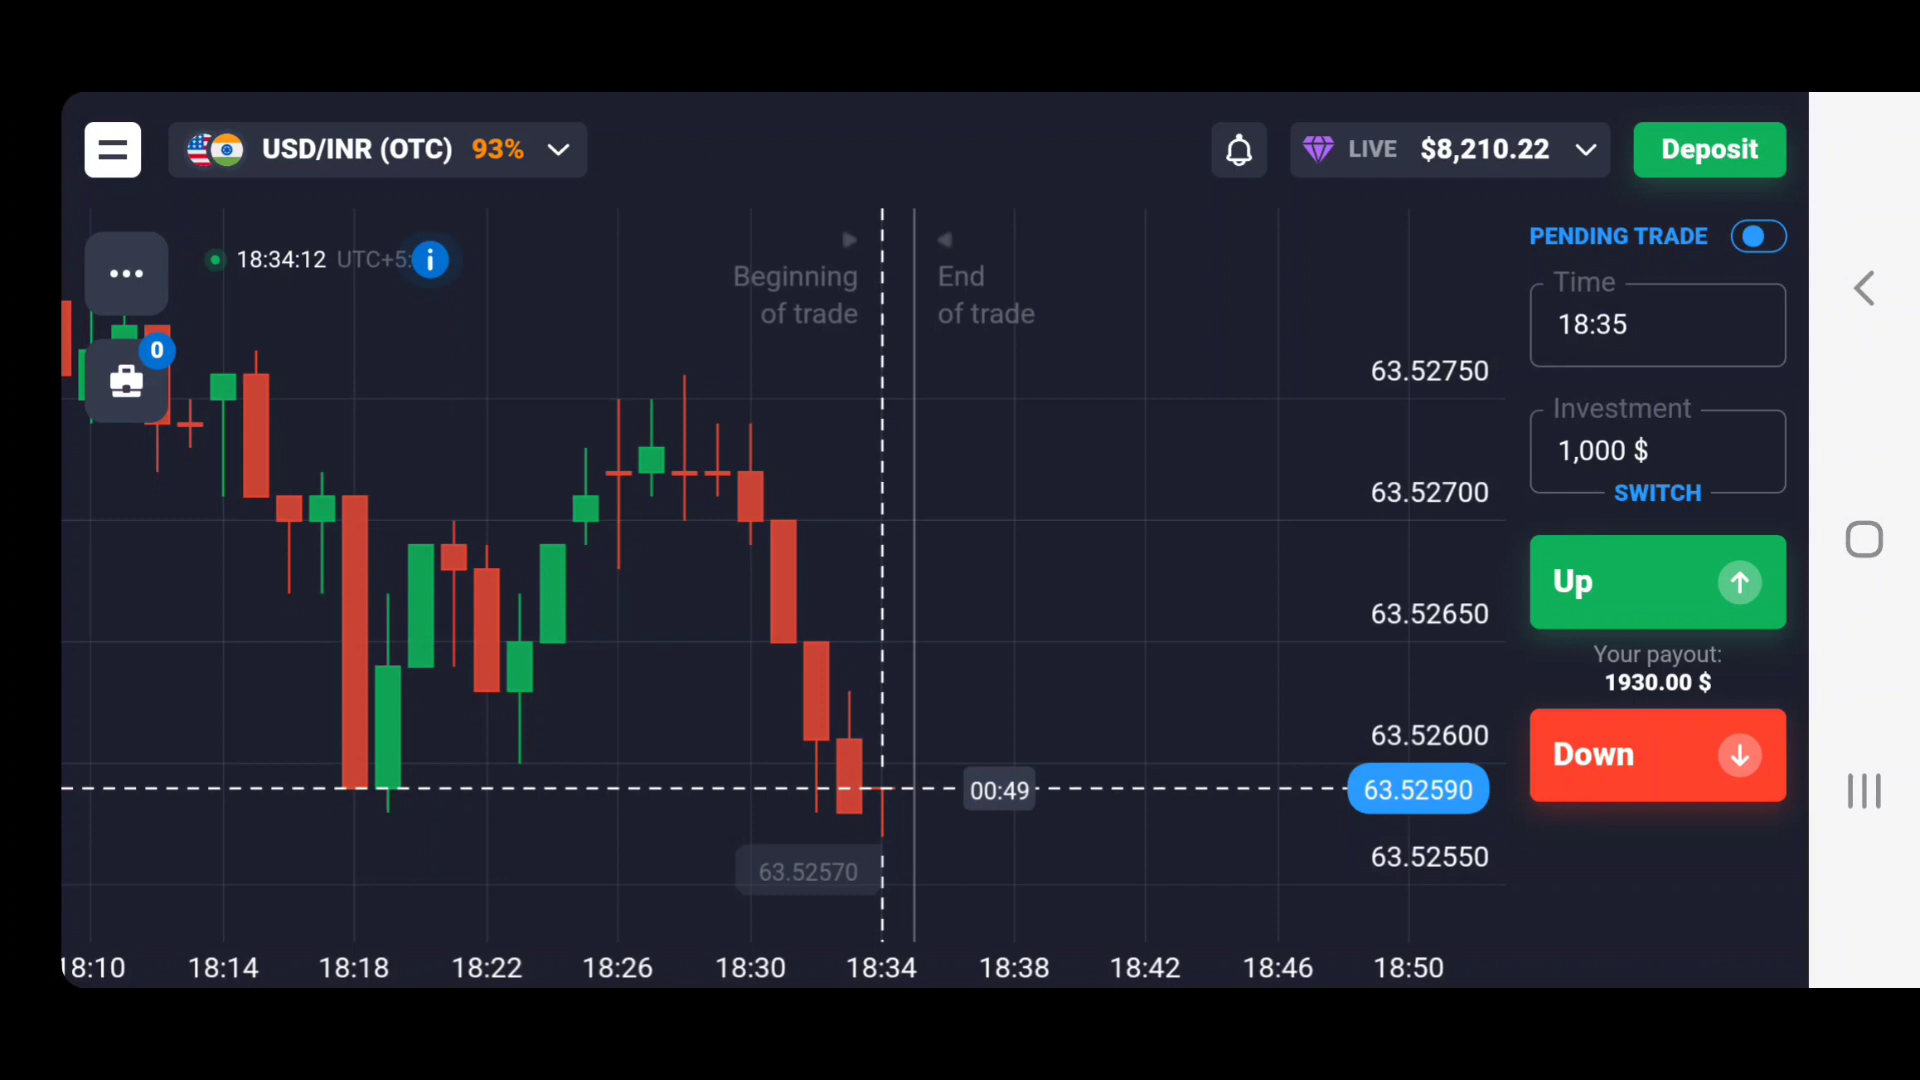 USD/INR (OTC) 93%
LIVE $8,210.22
Deposit
18:34:12 UTC+5:
0
Beginning
of trade
End
of trade
PENDING TRADE
Time
18:35
Investment
1,000 $
SWITCH
Up
Your payout:
1930.00 $
Down
63.52750
63.52700
63.52650
63.52600
00:49
63.52590
63.52550
63.52570
18:10 18:14 18:18 18:22 18:26 18:30 18:34 18:38 18:42 18:46 18:50